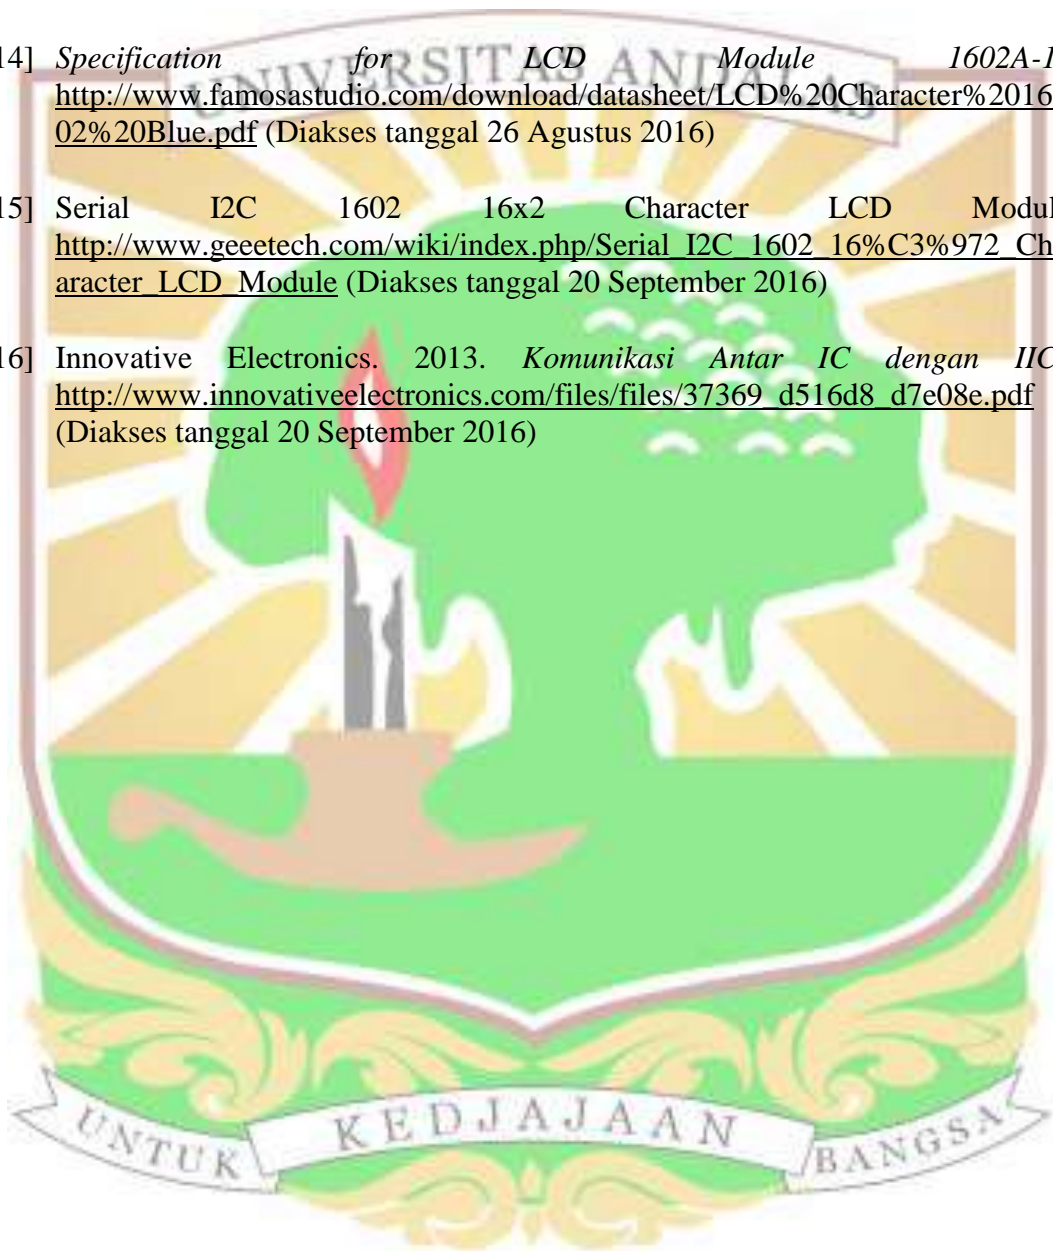 UNIVERSITAS ANDALAS
14] Specification for LCD Module 1602A-1
http://www.famosastudio.com/download/datasheet/LCD%20Character%2016
02%20Blue.pdf (Diakses tanggal 26 Agustus 2016)
15] Serial I2C 1602 16x2 Character LCD Modul
http://www.geeetech.com/wiki/index.php/Serial_I2C_1602_16%C3%972_Ch
aracter_LCD_Module (Diakses tanggal 20 September 2016)
16] Innovative Electronics. 2013. Komunikasi Antar IC dengan IIC
http://www.innovativeelectronics.com/files/files/37369_d516d8_d7e08e.pdf
(Diakses tanggal 20 September 2016)
UNTUK KEDJAJAAN BANGSA